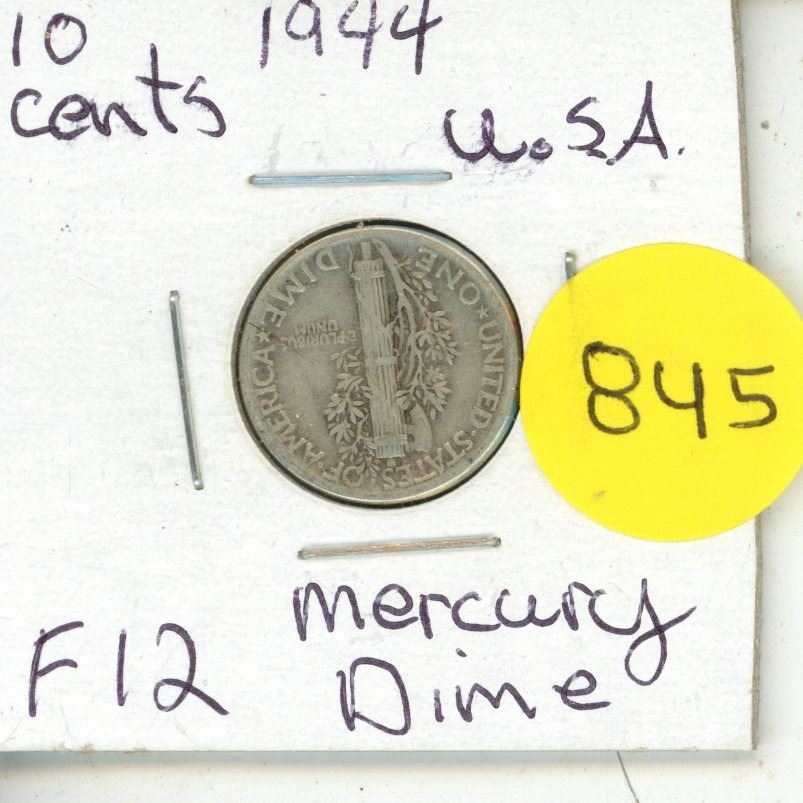 10 1944
cents
U.S.A.
ONE DIME
E·PLURIBUS
UNUM
★UNITED·STATES·OF·AMERICA★
845
F12
Mercury
Dime